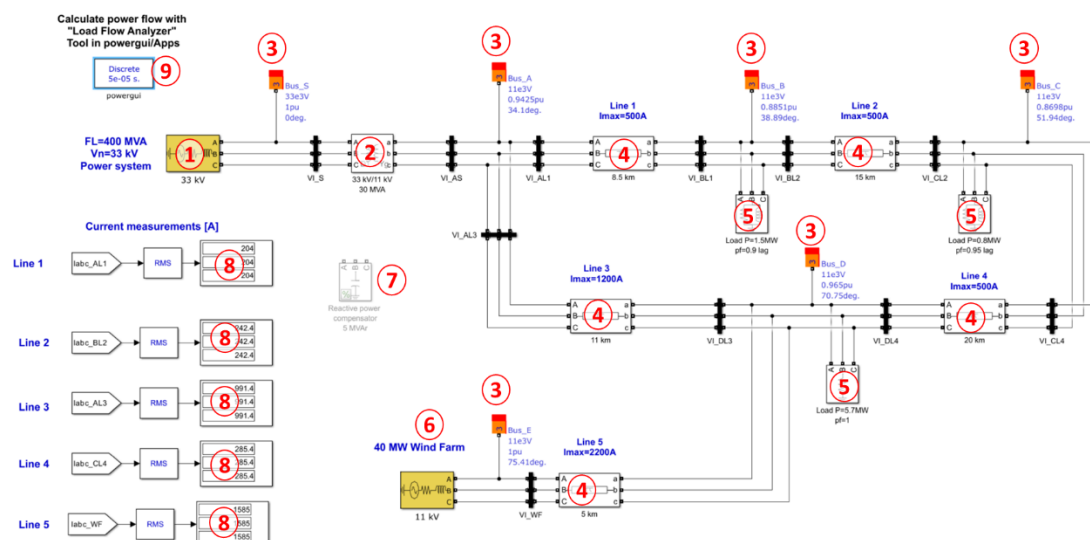 Calculate power flow with
"Load Flow Analyzer"
Tool in powergui/Apps
Discrete
5e-05 s.
powergui
9
3
Bus_S
33e3V
1pu
0deg.
3
Bus_A
11e3V
0.9425pu
34.1deg.
3
Bus_B
11e3V
0.8851pu
38.89deg.
3
Bus_C
11e3V
0.8698pu
51.94deg.
FL=400 MVA
Vn=33 kV
Power system
A
B
C
1
33 kV
VI_S
2
33 kV/11 kV
30 MVA
VI_AS
VI_AL1
Line 1
Imax=500A
A
B
C
4
a
b
c
8.5 km
VI_BL1
VI_BL2
Line 2
Imax=500A
A
B
C
4
a
b
c
15 km
VI_CL2
5
Load P=1.5MW
pf=0.9 lag
5
Load P=0.8MW
pf=0.95 lag
VI_AL3
Current measurements [A]
Line 1
Iabc_AL1
RMS
204
204
204
8
Line 2
Iabc_BL2
RMS
242.4
242.4
242.4
8
Line 3
Iabc_AL3
RMS
991.4
991.4
991.4
8
Line 4
Iabc_CL4
RMS
285.4
285.4
285.4
8
Line 5
Iabc_WF
RMS
1585
1585
1585
8
A B C
7
Reactive power
compensator
5 MVAr
Line 3
Imax=1200A
A
B
C
4
a
b
c
11 km
VI_DL3
3
Bus_D
11e3V
0.965pu
70.75deg.
VI_DL4
Line 4
Imax=500A
A
B
C
4
a
b
c
20 km
VI_CL4
A B C
5
Load P=5.7MW
pf=1
6
40 MW Wind Farm
A
B
C
11 kV
3
Bus_E
11e3V
1pu
75.41deg.
VI_WF
Line 5
Imax=2200A
A
B
C
4
a
b
c
5 km